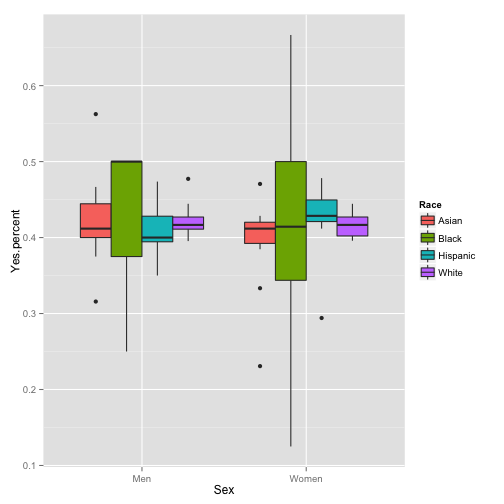 0.6
0.5
0.4
0.3
0.2
0.1
Yes.percent
Men
Women
Sex
Race
Asian
Black
Hispanic
White